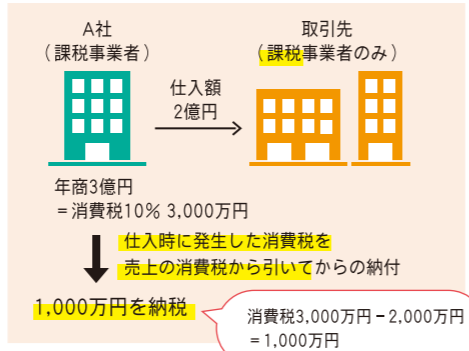 A社
（課税事業者）
取引先
（課税事業者のみ）
仕入額
2億円
年商3億円
＝消費税10％ 3,000万円
仕入時に発生した消費税を
売上の消費税から引いてからの納付
1,000万円を納税
消費税3,000万円－2,000万円
＝1,000万円